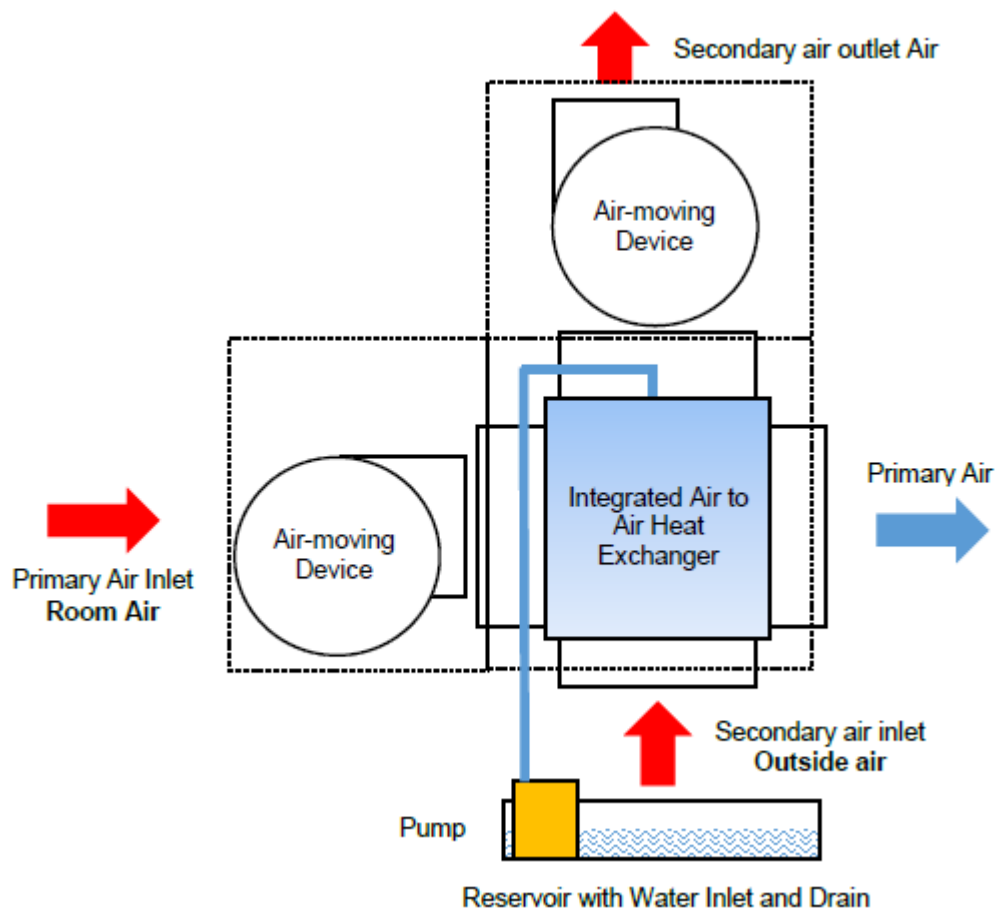 Secondary air outlet Air
Air-moving
Device
Primary Air
Integrated Air to
Air Heat
Exchanger
Air-moving
Device
Primary Air Inlet
Room Air
Secondary air inlet
Outside air
Pump
Reservoir with Water Inlet and Drain